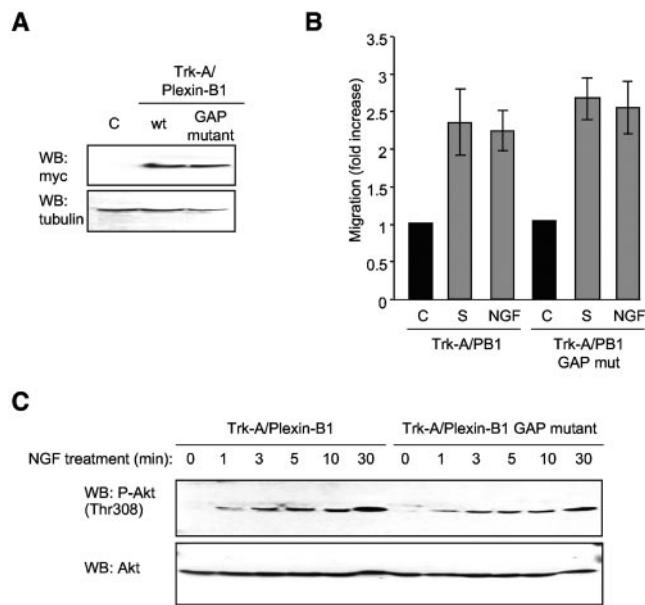 A
Trk-A/
Plexin-B1
C wt GAP
mutant
WB:
myc
WB:
tubulin
B
Migration (fold increase)
3.5
3
2.5
2
1.5
1
0.5
0
C S NGF C S NGF
Trk-A/PB1 Trk-A/PB1
GAP mut
C
Trk-A/Plexin-B1 Trk-A/Plexin-B1 GAP mutant
NGF treatment (min): 0 1 3 5 10 30 0 1 3 5 10 30
WB: P-Akt
(Thr308)
WB: Akt